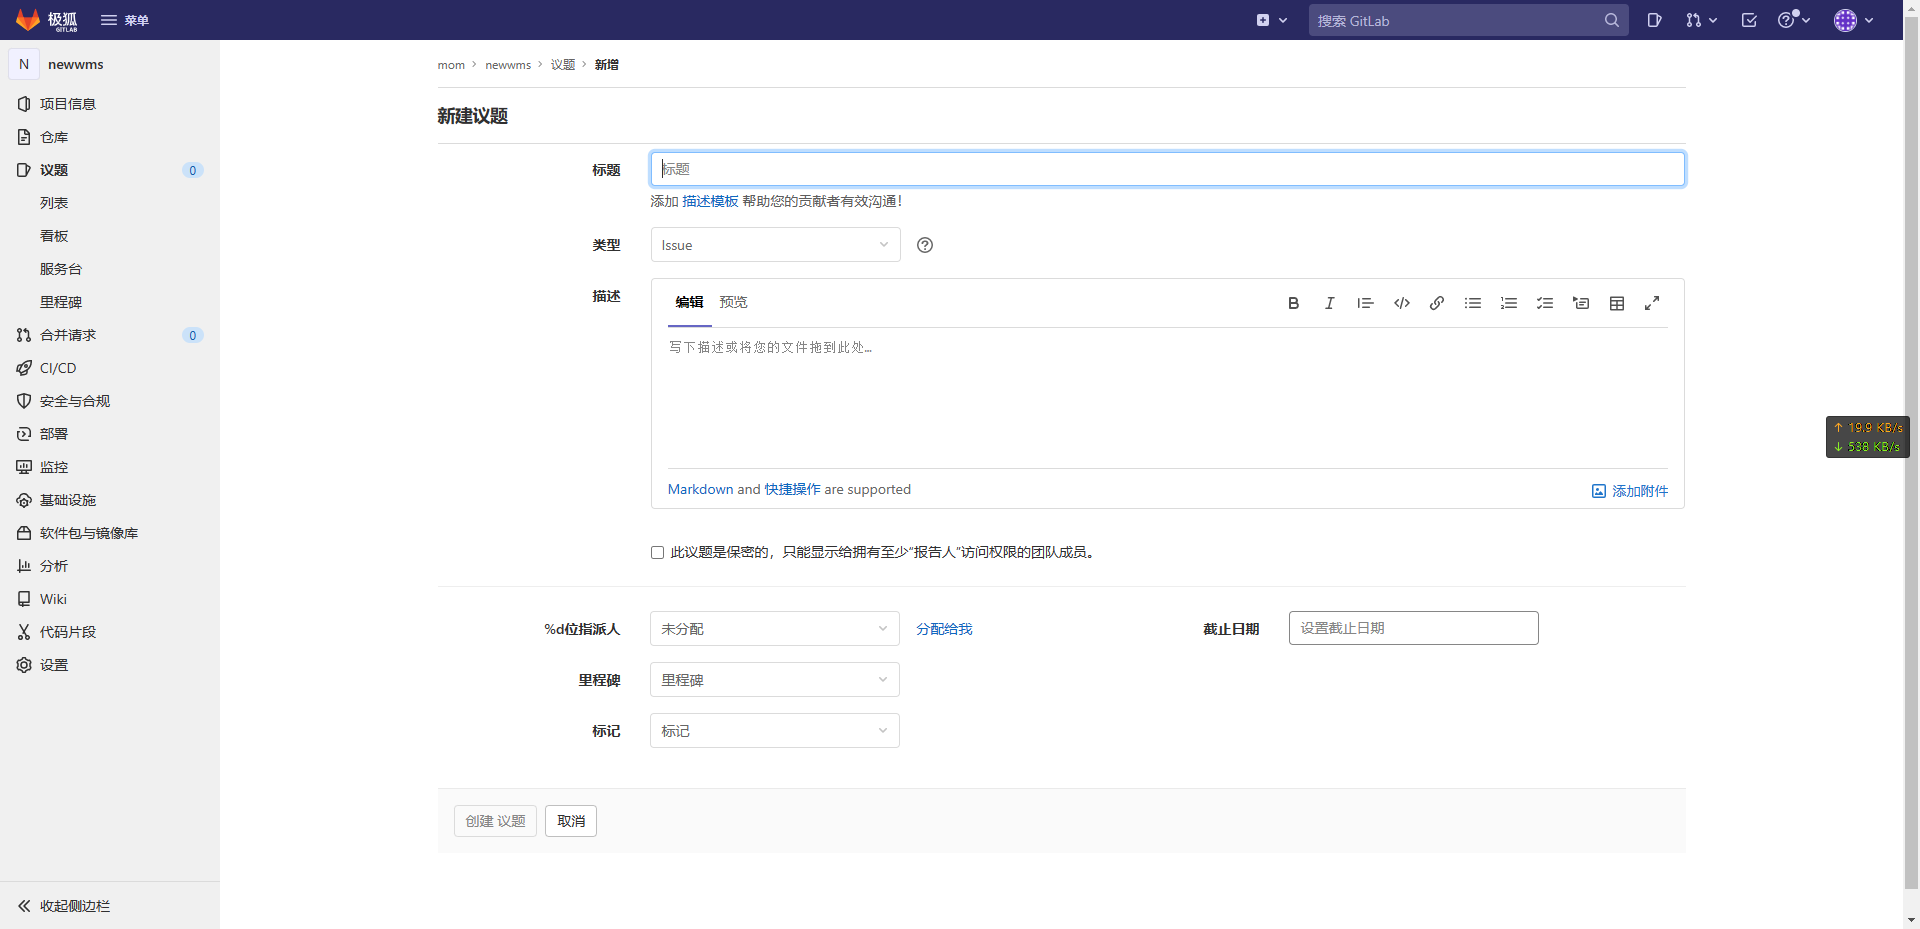 极狐
GITLAB
菜单
搜索 GitLab
N newwms
项目信息
仓库
议题 0
列表
看板
服务台
里程碑
合并请求 0
CI/CD
安全与合规
部署
监控
基础设施
软件包与镜像库
分析
Wiki
代码片段
设置
收起侧边栏
mom › newwms › 议题 › 新增
新建议题
标题 标题
添加 描述模板 帮助您的贡献者有效沟通！
类型 Issue
描述 编辑 预览
写下描述或将您的文件拖到此处…
Markdown and 快捷操作 are supported 添加附件
此议题是保密的，只能显示给拥有至少“报告人”访问权限的团队成员。
%d位指派人 未分配 分配给我 截止日期 设置截止日期
里程碑 里程碑
标记 标记
创建 议题 取消
↑ 19.9 KB/s
↓ 538 KB/s